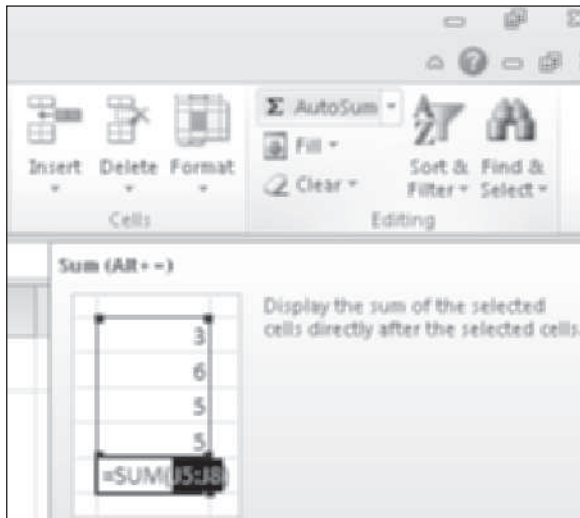 Σ AutoSum
Fill
Clear
Insert Delete Format
Sort & Filter
Find & Select
Cells
Editing
Sum (Alt+=)
Display the sum of the selected
cells directly after the selected cells.
3
6
5
5
=SUM(J5:J8)